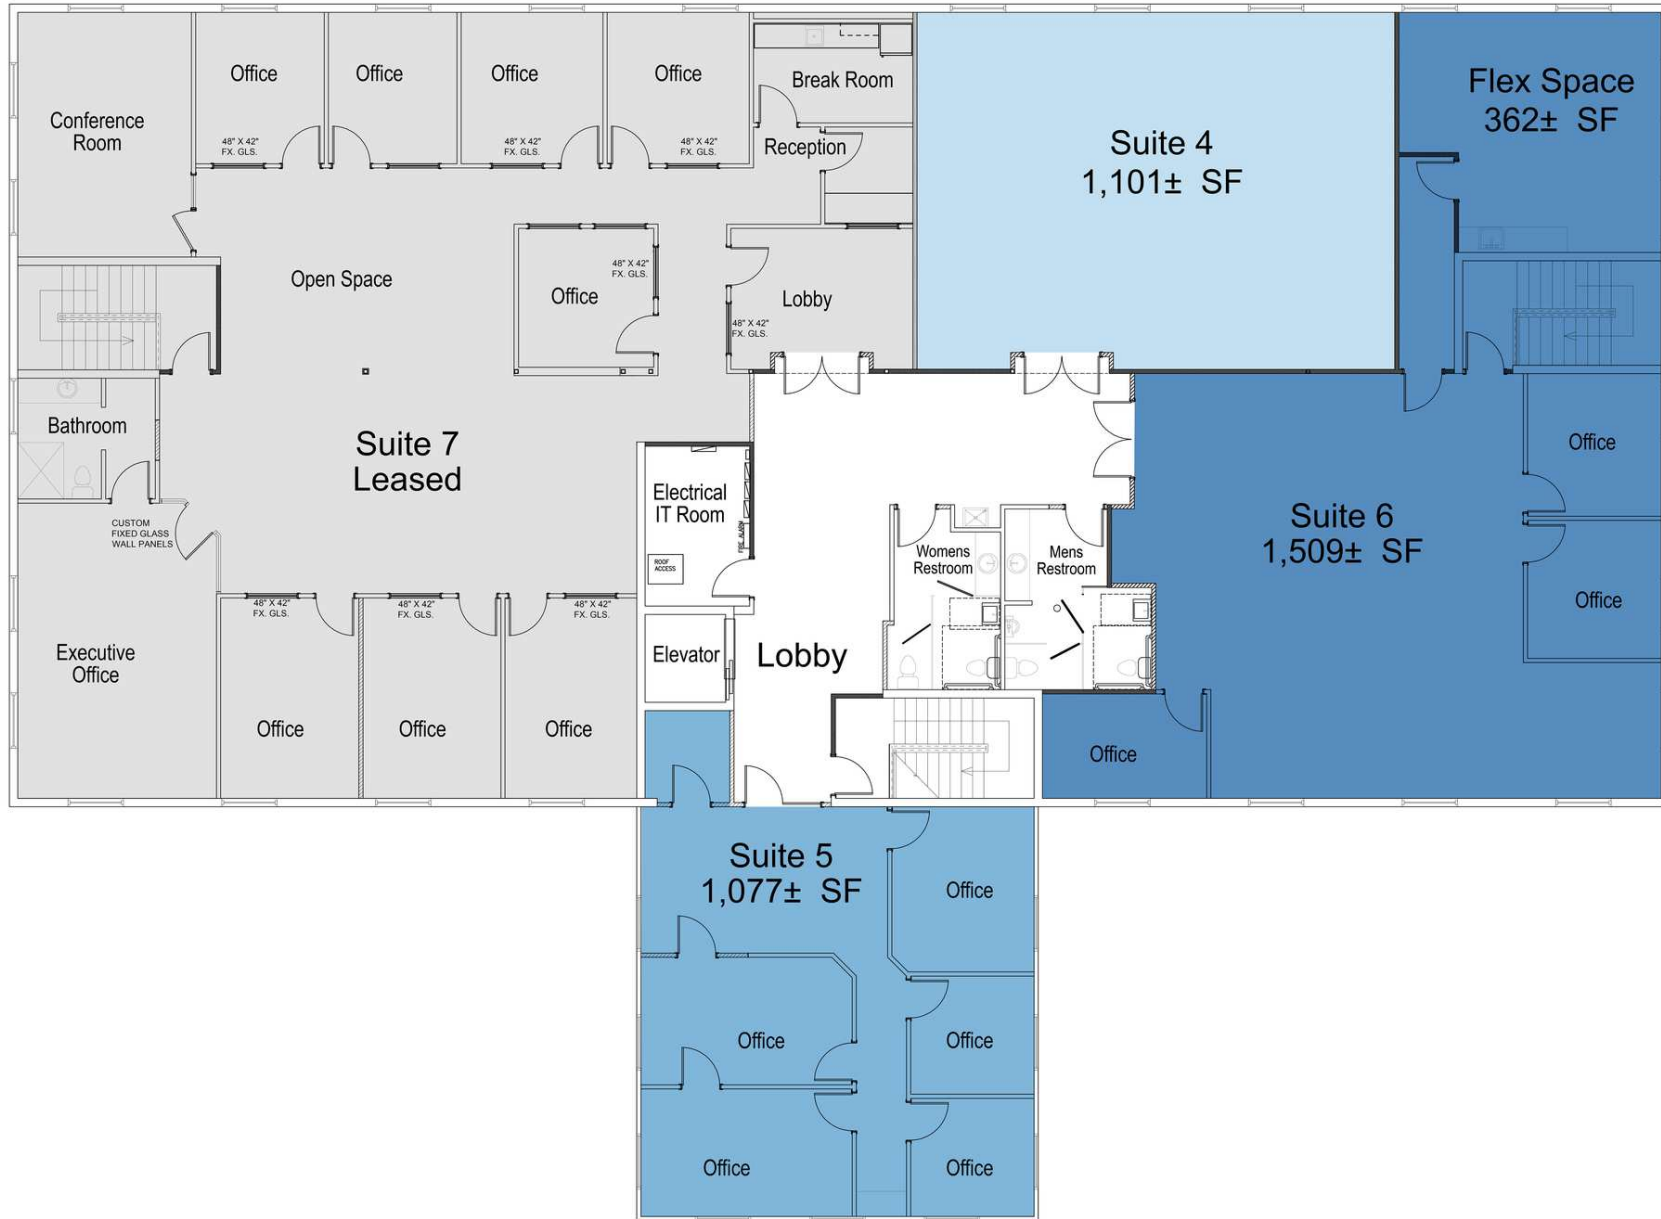 Office
Office
Office
Office
Break Room
Conference
Room
48" X 42"
FX. GLS.
48" X 42"
FX. GLS.
48" X 42"
FX. GLS.
Reception
Suite 4
1,101± SF
Flex Space
362± SF
Open Space
48" X 42"
FX. GLS.
Office
Lobby
48" X 42"
FX. GLS.
Bathroom
Suite 7
Leased
Electrical
IT Room
FIRE ALARM
ROOF
ACCESS
CUSTOM
FIXED GLASS
WALL PANELS
Womens
Restroom
Mens
Restroom
Suite 6
1,509± SF
Office
Office
48" X 42"
FX. GLS.
48" X 42"
FX. GLS.
48" X 42"
FX. GLS.
Executive
Office
Elevator
Lobby
Office
Office
Office
Office
Suite 5
1,077± SF
Office
Office
Office
Office
Office